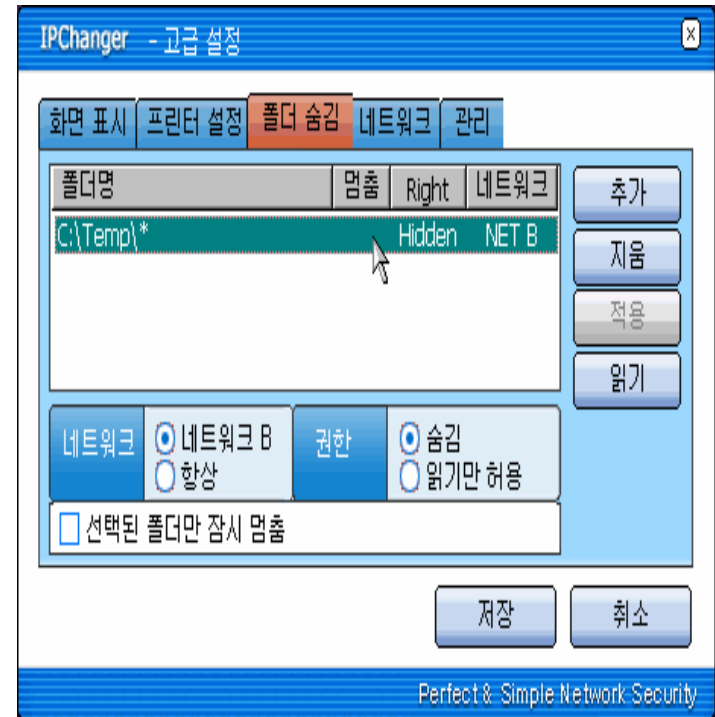 IPChanger - 고급 설정
화면 표시 프린터 설정 폴더 숨김 네트워크 관리
폴더명 멈춤 Right 네트워크
C:\Temp\* Hidden NET B
추가
지움
적용
읽기
네트워크 네트워크 B 권한 숨김
항상 읽기만 허용
선택된 폴더만 잠시 멈춤
저장 취소
Perfect & Simple Network Security